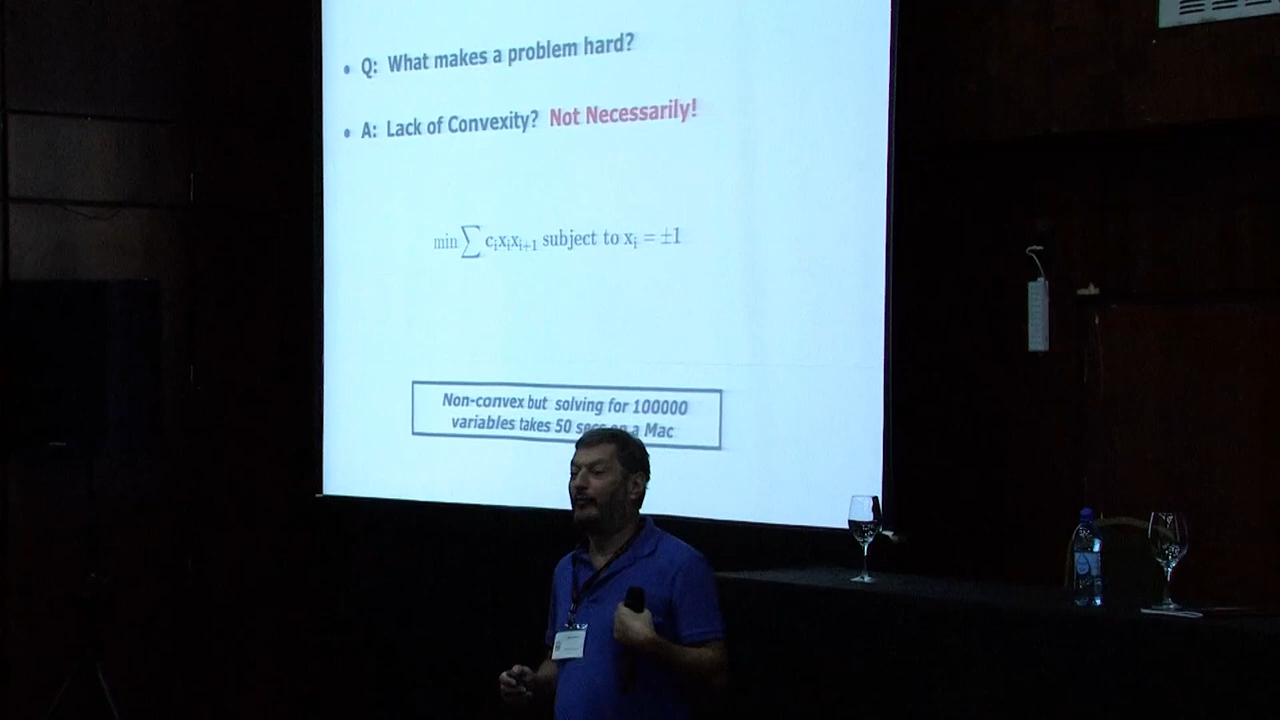 • Q: What makes a problem hard?
• A: Lack of Convexity? Not Necessarily!
min ∑ cᵢxᵢxᵢ₊₁ subject to xᵢ = ±1
Non-convex but solving for 100000
variables takes 50 secs on a Mac